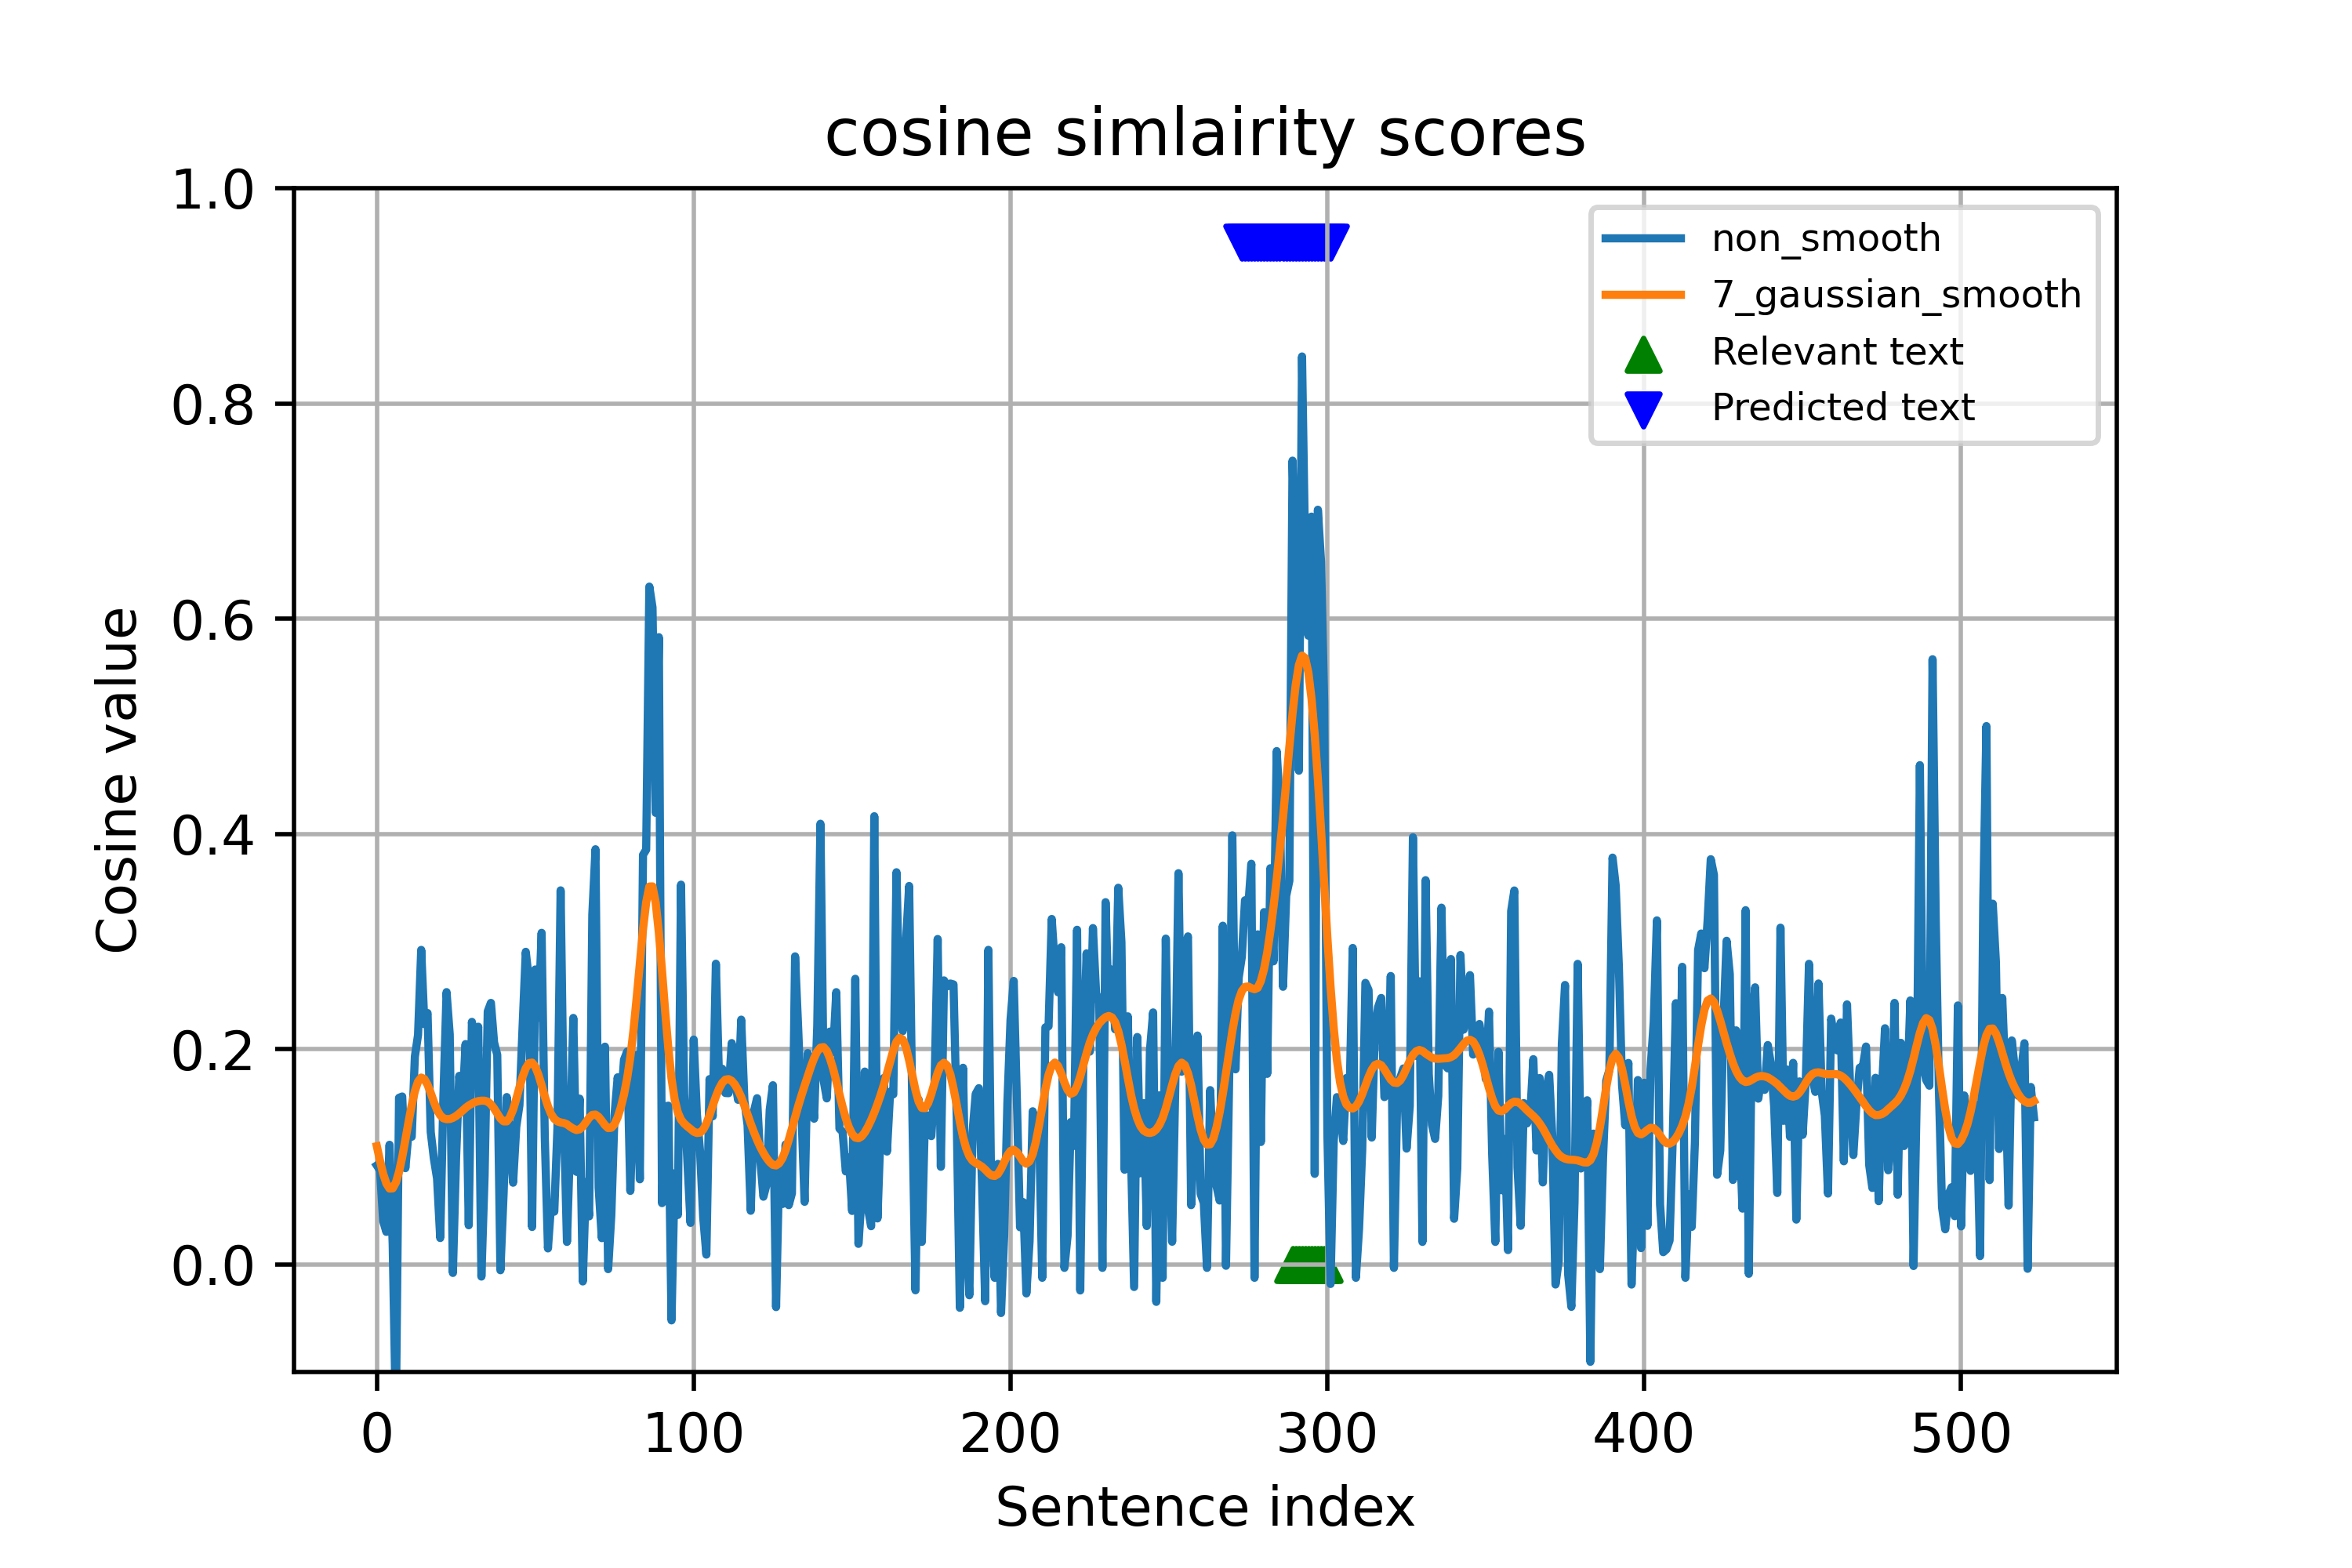 cosine simlairity scores
1.0
0.8
0.6
0.4
0.2
0.0
Cosine value
non_smooth
7_gaussian_smooth
Relevant text
Predicted text
0 100 200 300 400 500
Sentence index